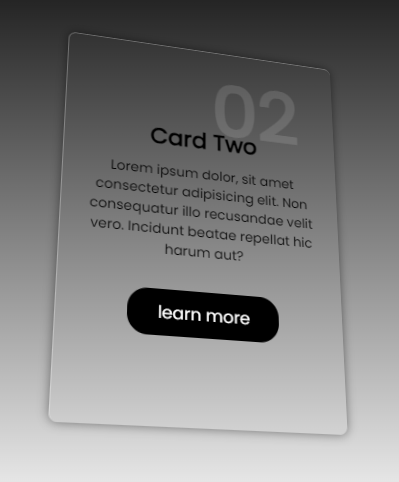 02
Card Two
Lorem ipsum dolor, sit amet
consectetur adipisicing elit. Non
consequatur illo recusandae velit
vero. Incidunt beatae repellat hic
harum aut?
learn more